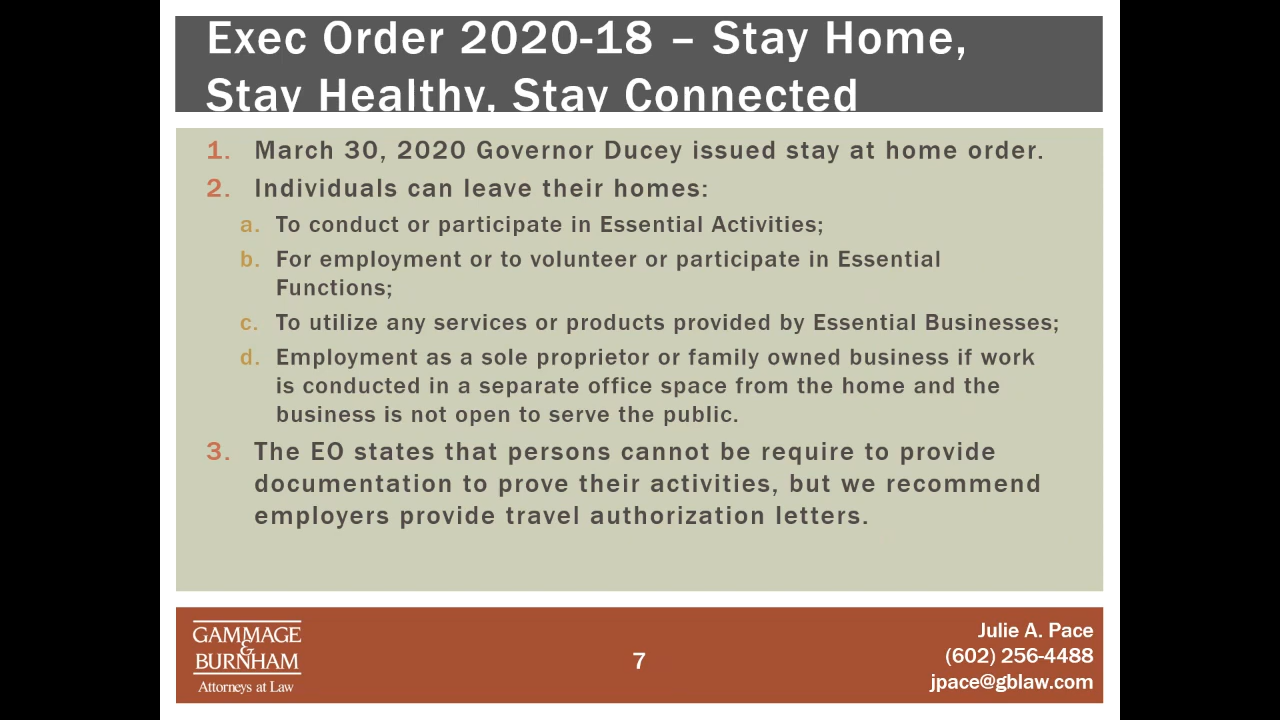 Exec Order 2020-18 – Stay Home,
Stay Healthy, Stay Connected
1. March 30, 2020 Governor Ducey issued stay at home order.
2. Individuals can leave their homes:
a. To conduct or participate in Essential Activities;
b. For employment or to volunteer or participate in Essential
Functions;
c. To utilize any services or products provided by Essential Businesses;
d. Employment as a sole proprietor or family owned business if work
is conducted in a separate office space from the home and the
business is not open to serve the public.
3. The EO states that persons cannot be require to provide
documentation to prove their activities, but we recommend
employers provide travel authorization letters.
GAMMAGE
&
BURNHAM
Attorneys at Law
7
Julie A. Pace
(602) 256-4488
jpace@gblaw.com